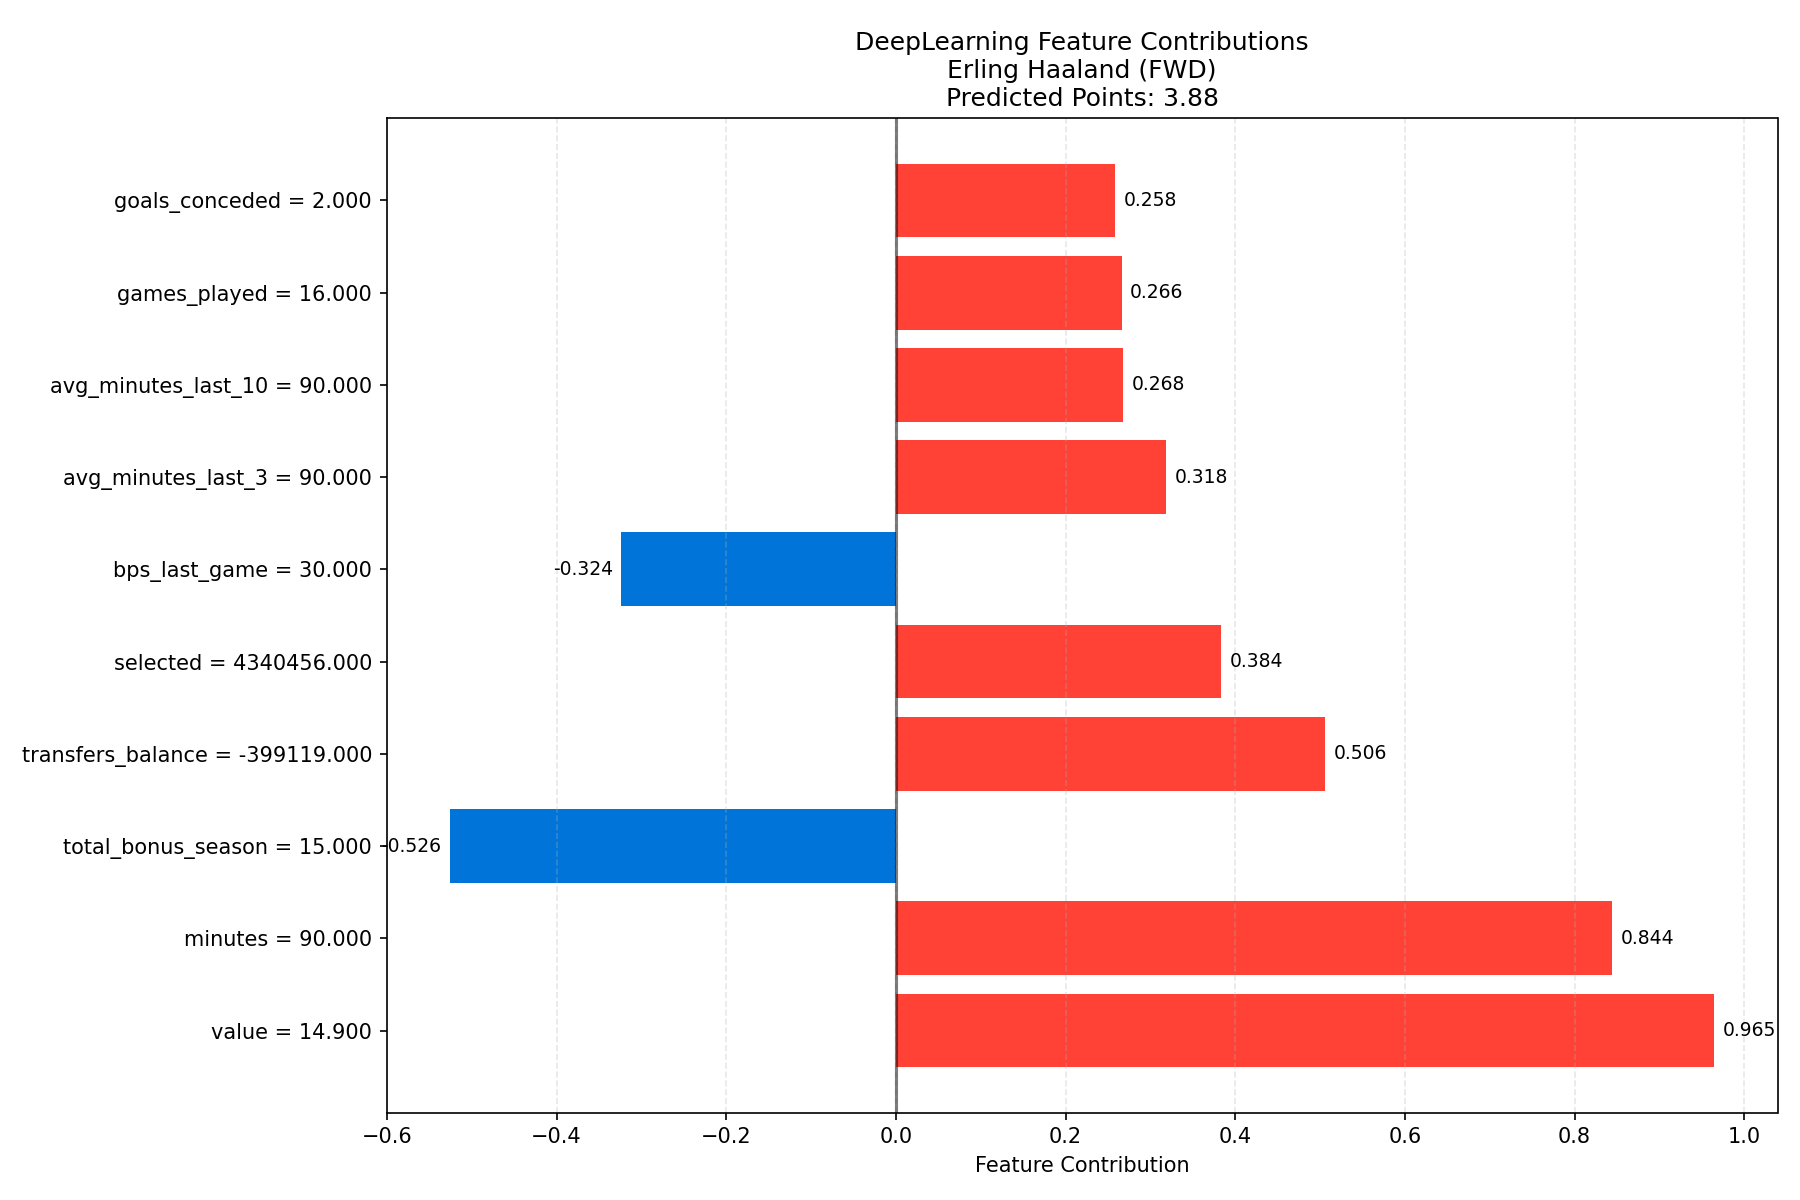 DeepLearning Feature Contributions
Erling Haaland (FWD)
Predicted Points: 3.88
goals_conceded = 2.000
0.258
games_played = 16.000
0.266
avg_minutes_last_10 = 90.000
0.268
avg_minutes_last_3 = 90.000
0.318
bps_last_game = 30.000
-0.324
selected = 4340456.000
0.384
transfers_balance = -399119.000
0.506
total_bonus_season = 15.000
0.526
minutes = 90.000
0.844
value = 14.900
0.965
−0.6 −0.4 −0.2 0.0 0.2 0.4 0.6 0.8 1.0
Feature Contribution